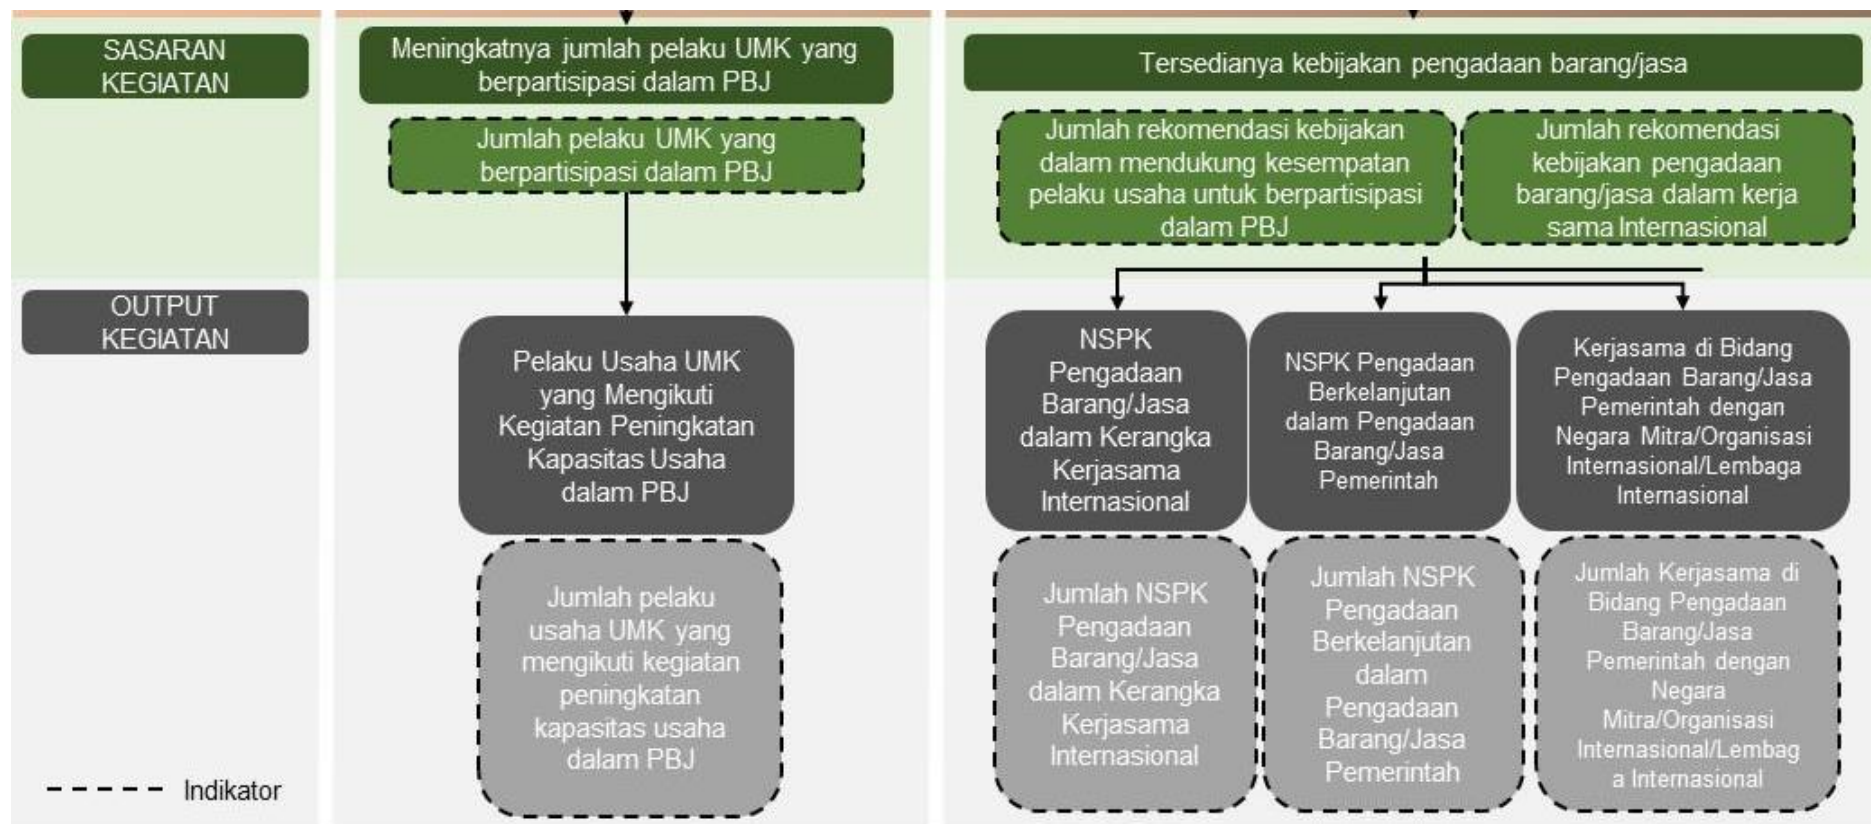 SASARAN
KEGIATAN
Meningkatnya jumlah pelaku UMK yang
berpartisipasi dalam PBJ
Tersedianya kebijakan pengadaan barang/jasa
Jumlah pelaku UMK yang
berpartisipasi dalam PBJ
Jumlah rekomendasi kebijakan
dalam mendukung kesempatan
pelaku usaha untuk berpartisipasi
dalam PBJ
Jumlah rekomendasi
kebijakan pengadaan
barang/jasa dalam kerja
sama Internasional
OUTPUT
KEGIATAN
Pelaku Usaha UMK
yang Mengikuti
Kegiatan Peningkatan
Kapasitas Usaha
dalam PBJ
NSPK
Pengadaan
Barang/Jasa
dalam Kerangka
Kerjasama
Internasional
NSPK Pengadaan
Berkelanjutan
dalam Pengadaan
Barang/Jasa
Pemerintah
Kerjasama di Bidang
Pengadaan Barang/Jasa
Pemerintah dengan
Negara Mitra/Organisasi
Internasional/Lembaga
Internasional
Jumlah pelaku
usaha UMK yang
mengikuti kegiatan
peningkatan
kapasitas usaha
dalam PBJ
Jumlah NSPK
Pengadaan
Barang/Jasa
dalam Kerangka
Kerjasama
Internasional
Jumlah NSPK
Pengadaan
Berkelanjutan
dalam
Pengadaan
Barang/Jasa
Pemerintah
Jumlah Kerjasama di
Bidang Pengadaan
Barang/Jasa
Pemerintah dengan
Negara
Mitra/Organisasi
Internasional/Lembag
a Internasional
Indikator